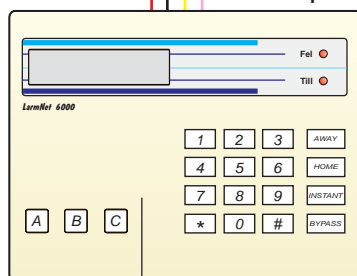 Fel
Till
LarmNet 6000
1 2 3 AWAY
4 5 6 HOME
7 8 9 INSTANT
* 0 # BYPASS
A B C